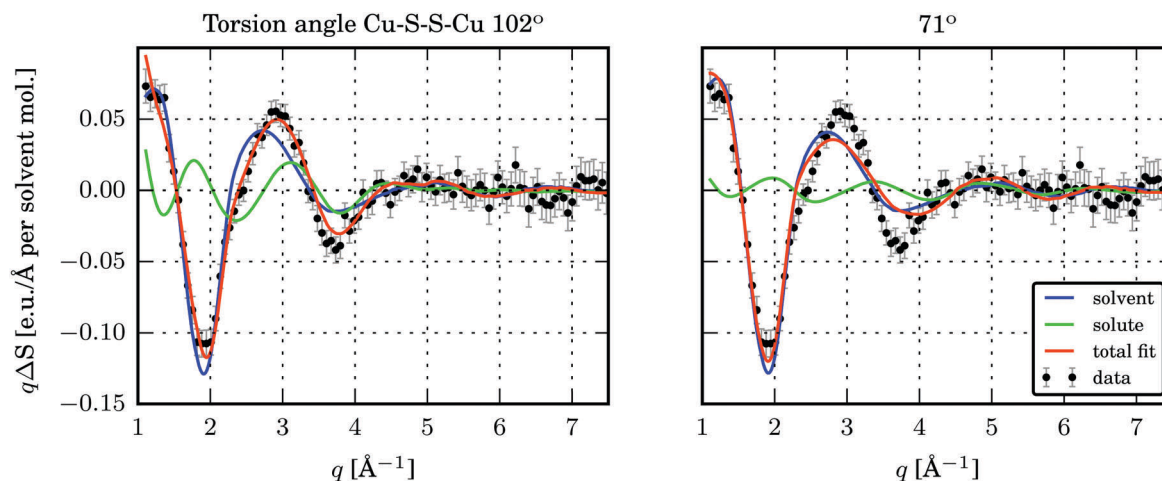 Torsion angle Cu-S-S-Cu 102°
71°
qΔS [e.u./Å per solvent mol.]
0.05
0.00
−0.05
−0.10
−0.15
1 2 3 4 5 6 7
q [Å⁻¹]
1 2 3 4 5 6 7
q [Å⁻¹]
solvent
solute
total fit
data